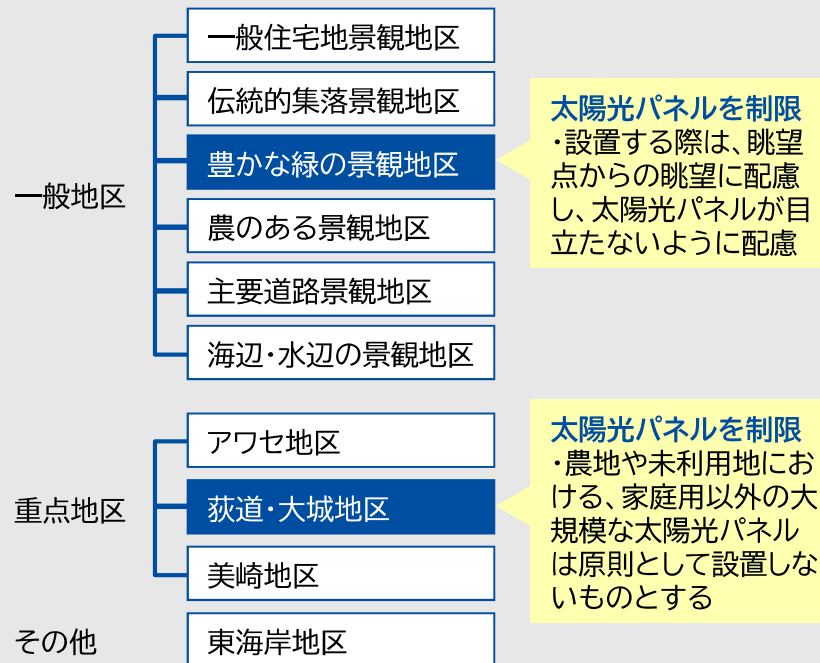 一般地区
一般住宅地景観地区
伝統的集落景観地区
豊かな緑の景観地区
農のある景観地区
主要道路景観地区
海辺・水辺の景観地区
太陽光パネルを制限
・設置する際は、眺望
点からの眺望に配慮
し、太陽光パネルが目
立たないように配慮
重点地区
アワセ地区
荻道・大城地区
美崎地区
太陽光パネルを制限
・農地や未利用地にお
ける、家庭用以外の大
規模な太陽光パネル
は原則として設置しな
いものとする
その他
東海岸地区